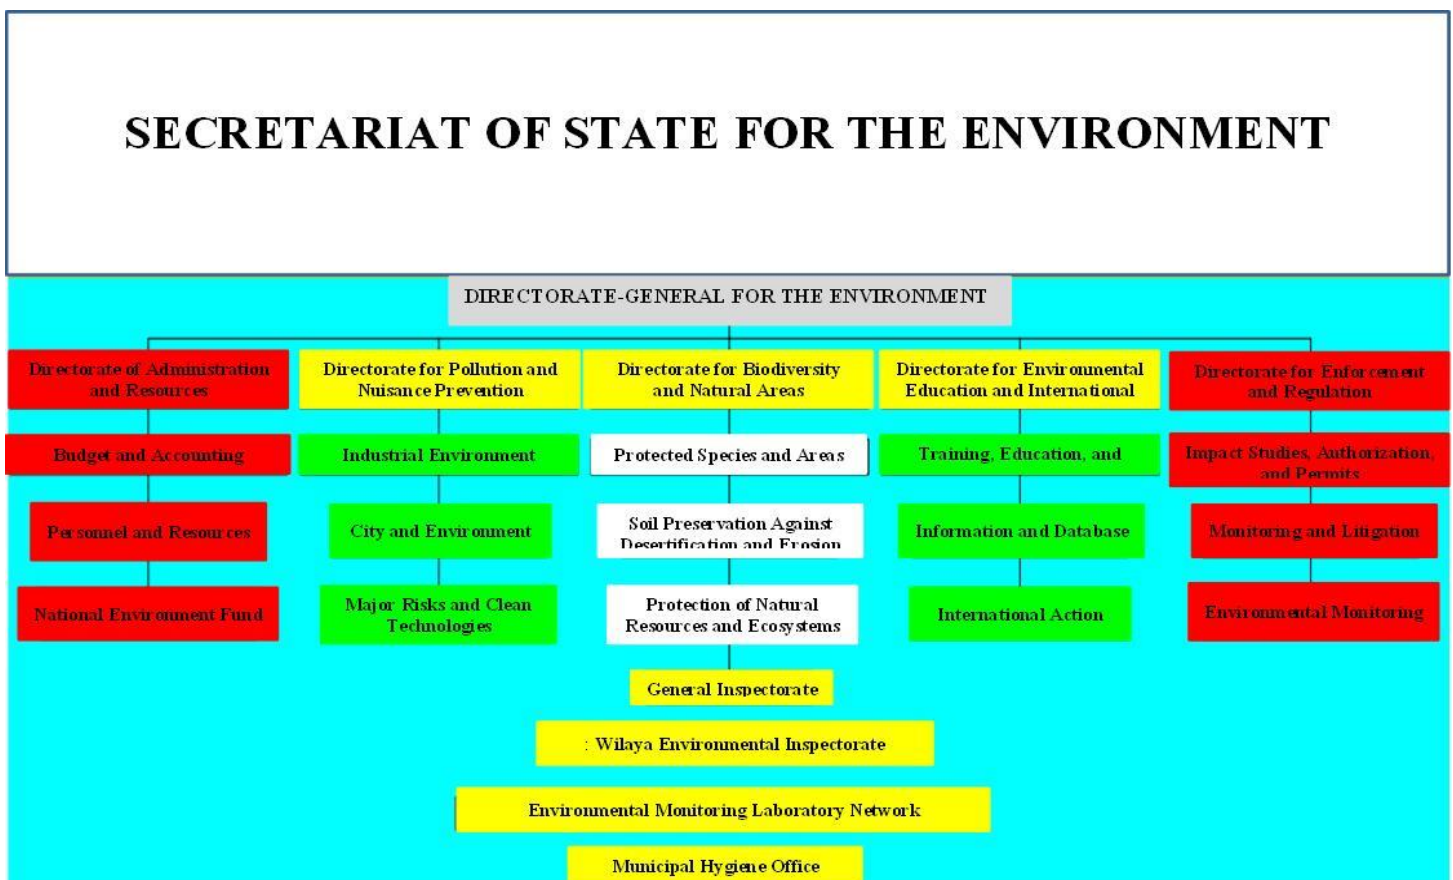 SECRETARIAT OF STATE FOR THE ENVIRONMENT
DIRECTORATE-GENERAL FOR THE ENVIRONMENT
Directorate of Administration
and Resources
Budget and Accounting
Personnel and Resources
National Environment Fund
Directorate for Pollution and
Nuisance Prevention
Industrial Environment
City and Environment
Major Risks and Clean
Technologies
Directorate for Biodiversity
and Natural Areas
Protected Species and Areas
Soil Preservation Against
Desertification and Erosion
Protection of Natural
Resources and Ecosystems
General Inspectorate
: Wilaya Environmental Inspectorate
Environmental Monitoring Laboratory Network
Municipal Hygiene Office
Directorate for Environmental
Education and International
Training, Education, and
Information and Database
International Action
Directorate for Enforcement
and Regulation
Impact Studies, Authorization,
and Permits
Monitoring and Litigation
Environmental Monitoring